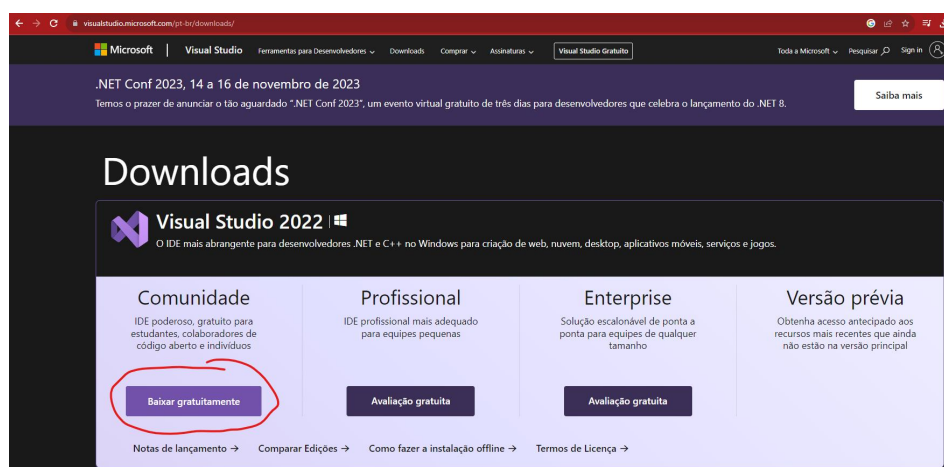 visualstudio.microsoft.com/pt-br/downloads/
Microsoft | Visual Studio Ferramentas para Desenvolvedores Downloads Comprar Assinaturas Visual Studio Gratuito Toda a Microsoft Pesquisar Sign in
.NET Conf 2023, 14 a 16 de novembro de 2023
Temos o prazer de anunciar o tão aguardado ".NET Conf 2023", um evento virtual gratuito de três dias para desenvolvedores que celebra o lançamento do .NET 8.
Saiba mais
Downloads
Visual Studio 2022
O IDE mais abrangente para desenvolvedores .NET e C++ no Windows para criação de web, nuvem, desktop, aplicativos móveis, serviços e jogos.
Comunidade
IDE poderoso, gratuito para
estudantes, colaboradores de
código aberto e indivíduos
Baixar gratuitamente
Profissional
IDE profissional mais adequado
para equipes pequenas
Avaliação gratuita
Enterprise
Solução escalonável de ponta a
ponta para equipes de qualquer
tamanho
Avaliação gratuita
Versão prévia
Obtenha acesso antecipado aos
recursos mais recentes que ainda
não estão na versão principal
Notas de lançamento → Comparar Edições → Como fazer a instalação offline → Termos de Licença →